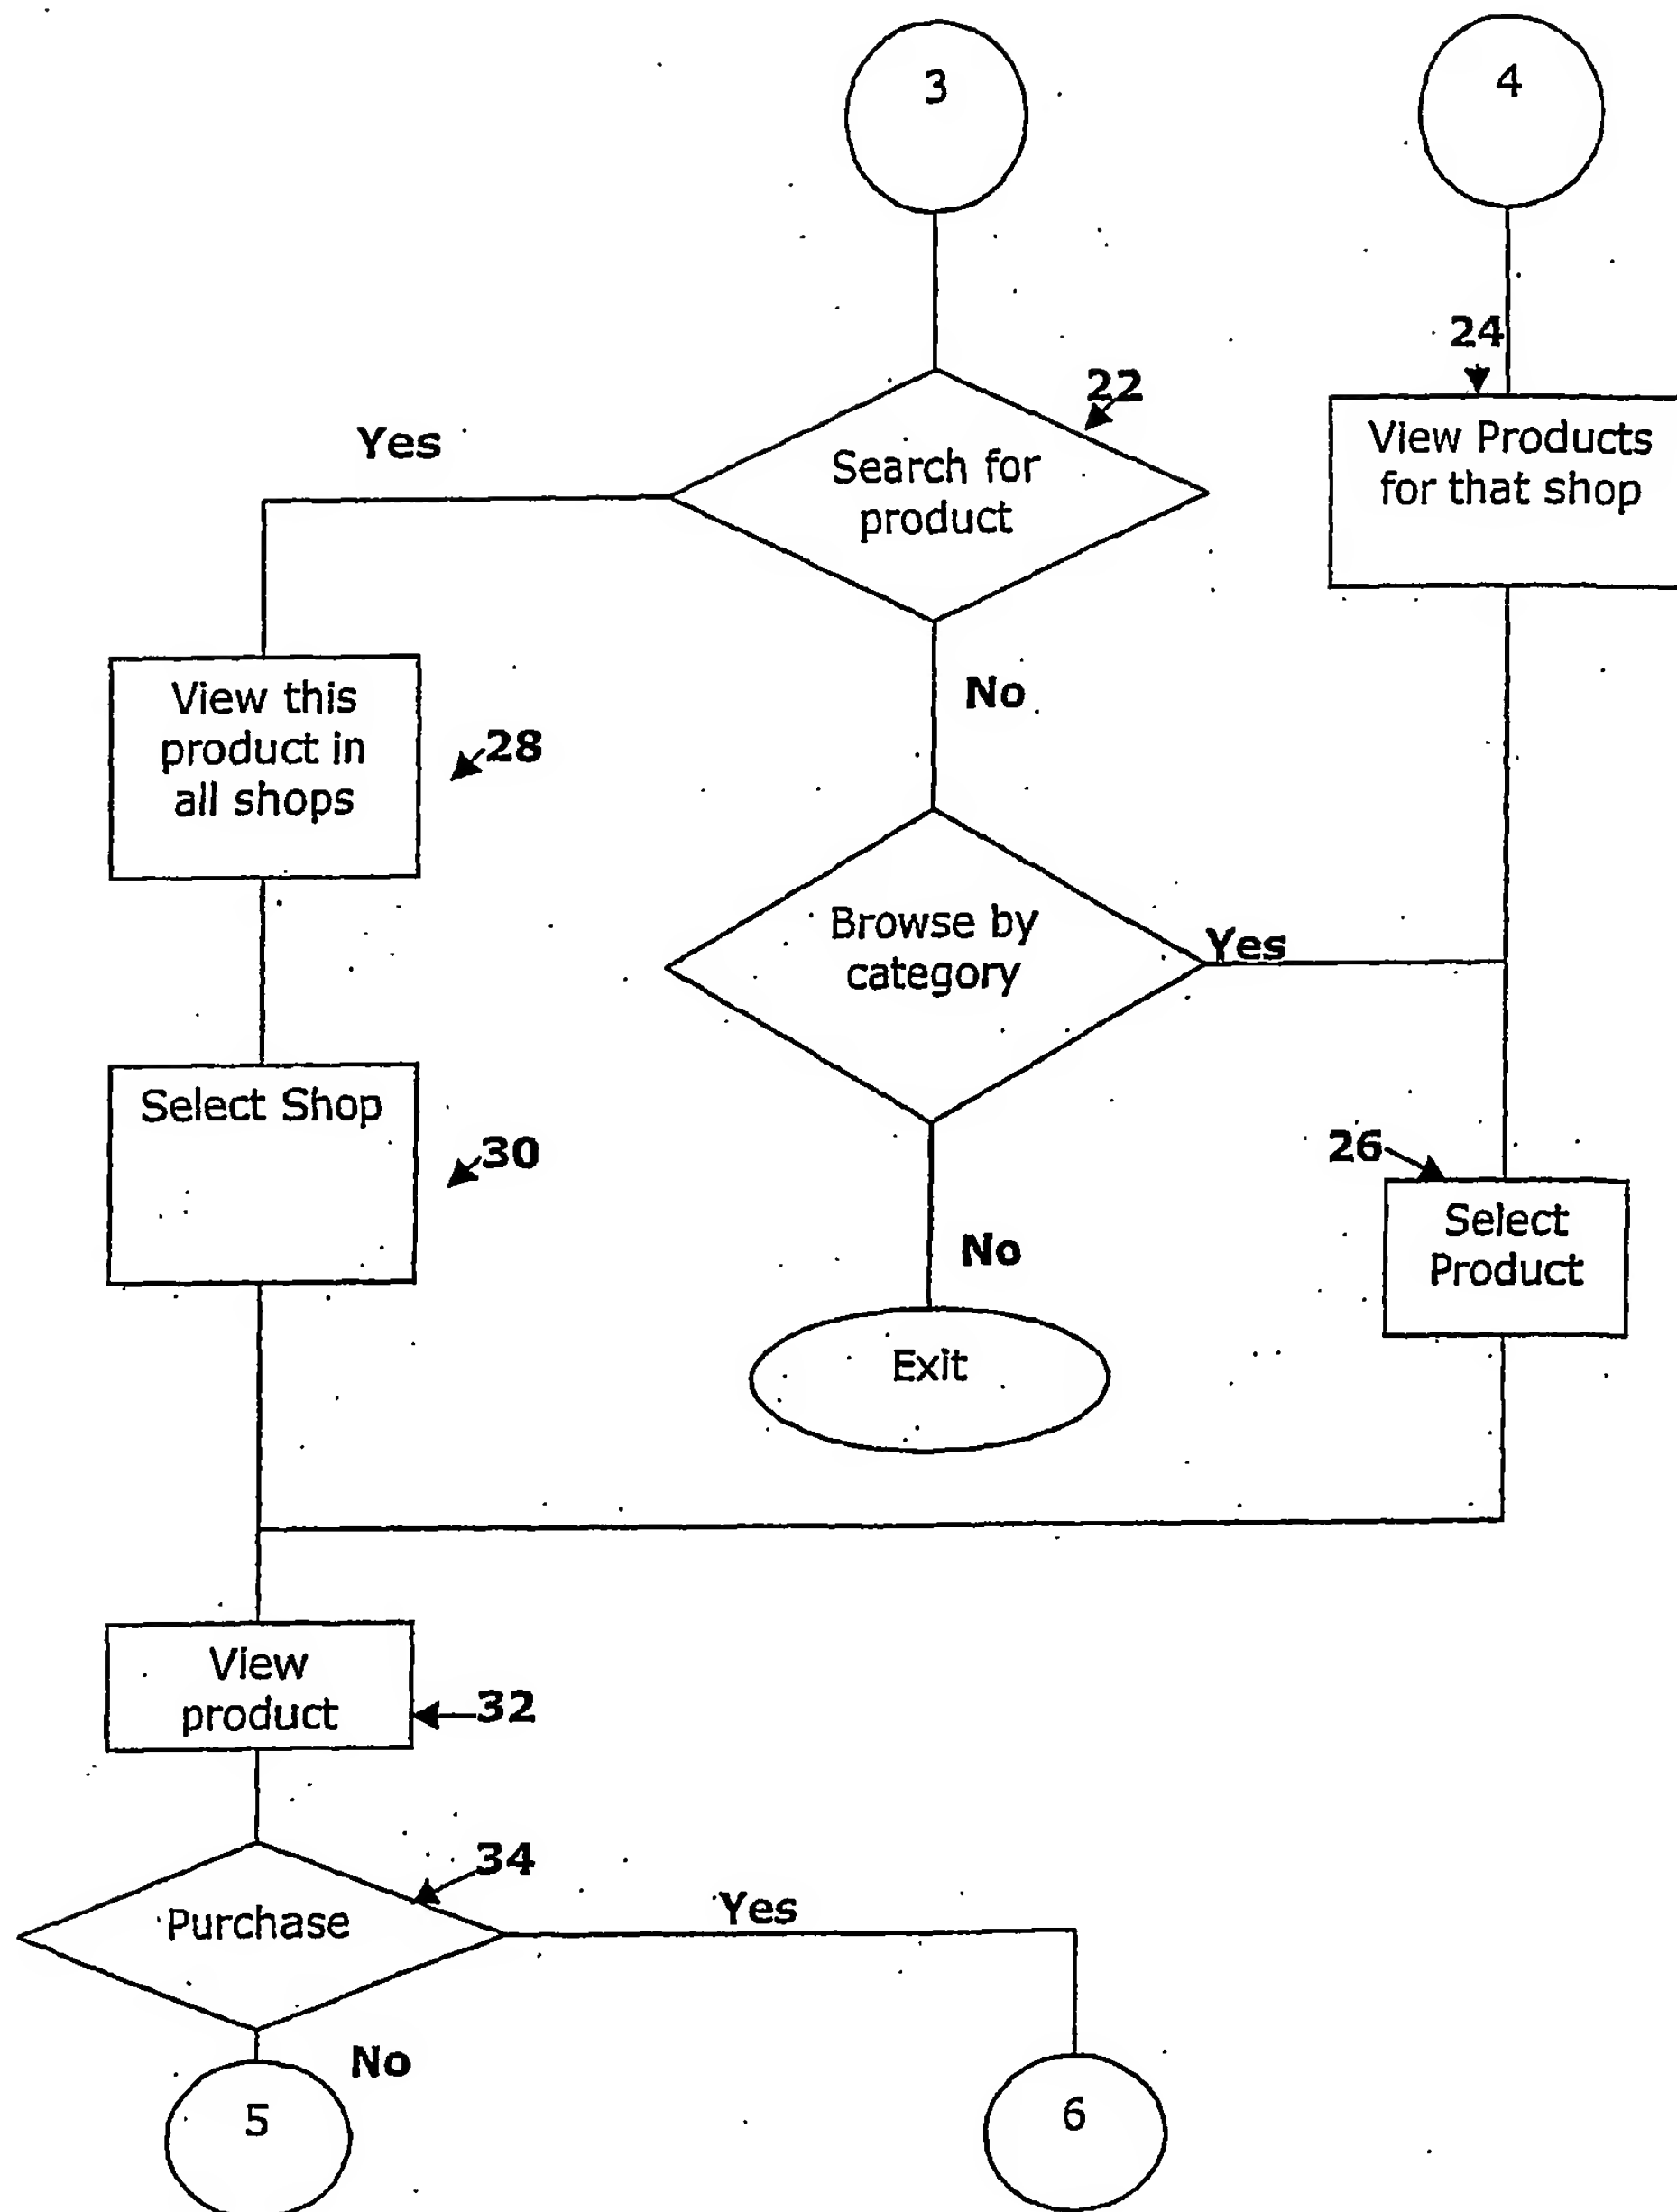 3
4
24
22
Yes
Search for
product
View Products
for that shop
No
View this
product in
all shops
28
Browse by
category
Yes
Select Shop
30
26
No
Select
Product
Exit
View
product
32
34
Purchase
Yes
No
5
6